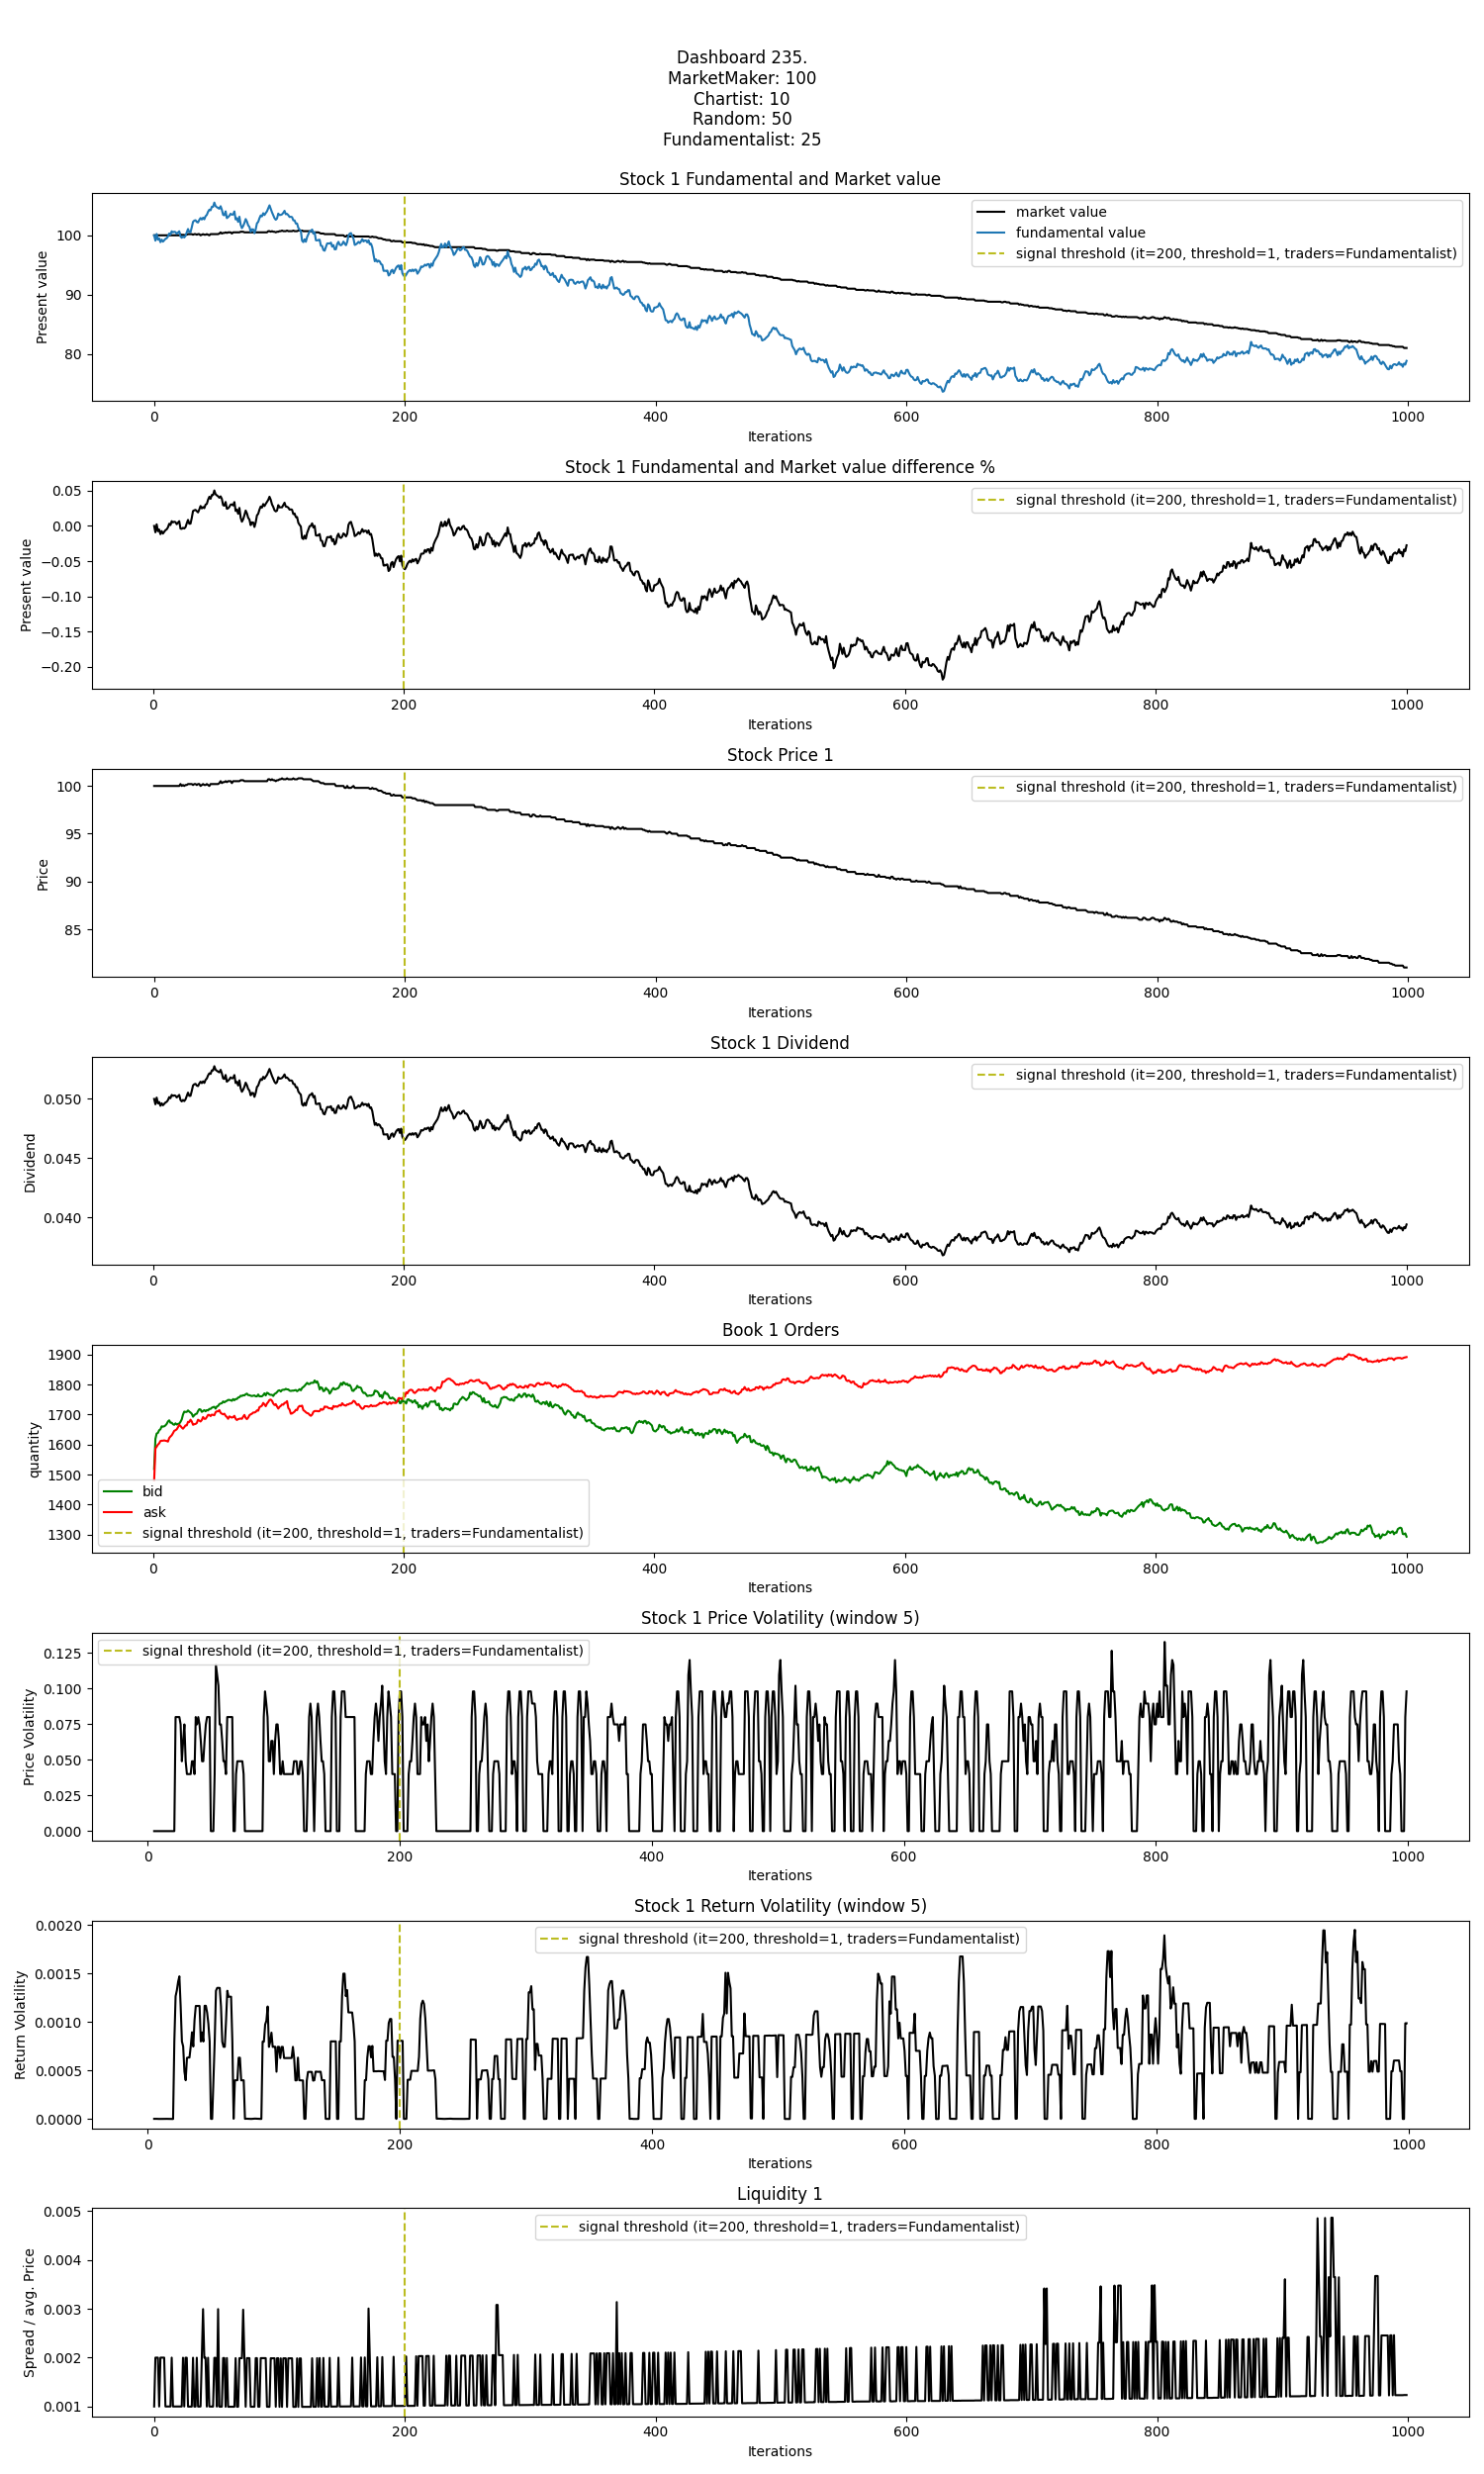 Dashboard 235.
MarketMaker: 100
Chartist: 10
Random: 50
Fundamentalist: 25
Stock 1 Fundamental and Market value
market value
fundamental value
signal threshold (it=200, threshold=1, traders=Fundamentalist)
Present value
100
90
80
0 200 400 600 800 1000
Iterations
Stock 1 Fundamental and Market value difference %
signal threshold (it=200, threshold=1, traders=Fundamentalist)
Present value
0.05
0.00
−0.05
−0.10
−0.15
−0.20
0 200 400 600 800 1000
Iterations
Stock Price 1
signal threshold (it=200, threshold=1, traders=Fundamentalist)
Price
100
95
90
85
0 200 400 600 800 1000
Iterations
Stock 1 Dividend
signal threshold (it=200, threshold=1, traders=Fundamentalist)
Dividend
0.050
0.045
0.040
0 200 400 600 800 1000
Iterations
Book 1 Orders
quantity
1900
1800
1700
1600
1500
1400
1300
bid
ask
signal threshold (it=200, threshold=1, traders=Fundamentalist)
0 200 400 600 800 1000
Iterations
Stock 1 Price Volatility (window 5)
signal threshold (it=200, threshold=1, traders=Fundamentalist)
Price Volatility
0.125
0.100
0.075
0.050
0.025
0.000
0 200 400 600 800 1000
Iterations
Stock 1 Return Volatility (window 5)
signal threshold (it=200, threshold=1, traders=Fundamentalist)
Return Volatility
0.0020
0.0015
0.0010
0.0005
0.0000
0 200 400 600 800 1000
Iterations
Liquidity 1
signal threshold (it=200, threshold=1, traders=Fundamentalist)
Spread / avg. Price
0.005
0.004
0.003
0.002
0.001
0 200 400 600 800 1000
Iterations